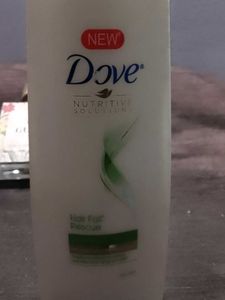 NEW
Dove
NUTRITIVE
SOLUTIONS
Hair Fall
Rescue